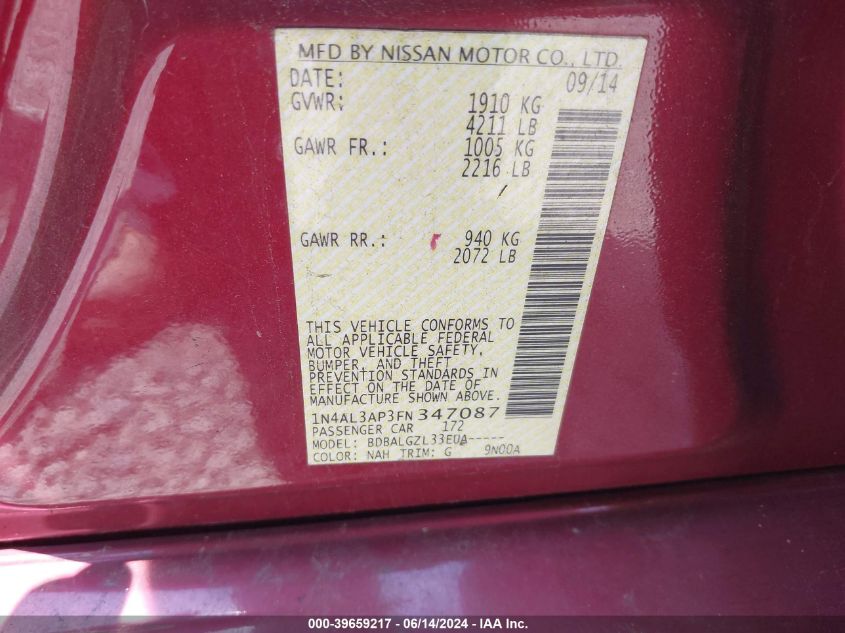 MFD BY NISSAN MOTOR CO., LTD.
DATE: 09/14
GVWR: 1910 KG
4211 LB
GAWR FR.: 1005 KG
2216 LB
GAWR RR.: 940 KG
2072 LB
THIS VEHICLE CONFORMS TO
ALL APPLICABLE FEDERAL
MOTOR VEHICLE SAFETY,
BUMPER, AND THEFT
PREVENTION STANDARDS IN
EFFECT ON THE DATE OF
MANUFACTURE SHOWN ABOVE.
1N4AL3AP3FN347087
PASSENGER CAR 172
MODEL: BDBALGZL33EUA-----
COLOR: NAH TRIM: G 9N00A
000-39659217 - 06/14/2024 - IAA, Inc.